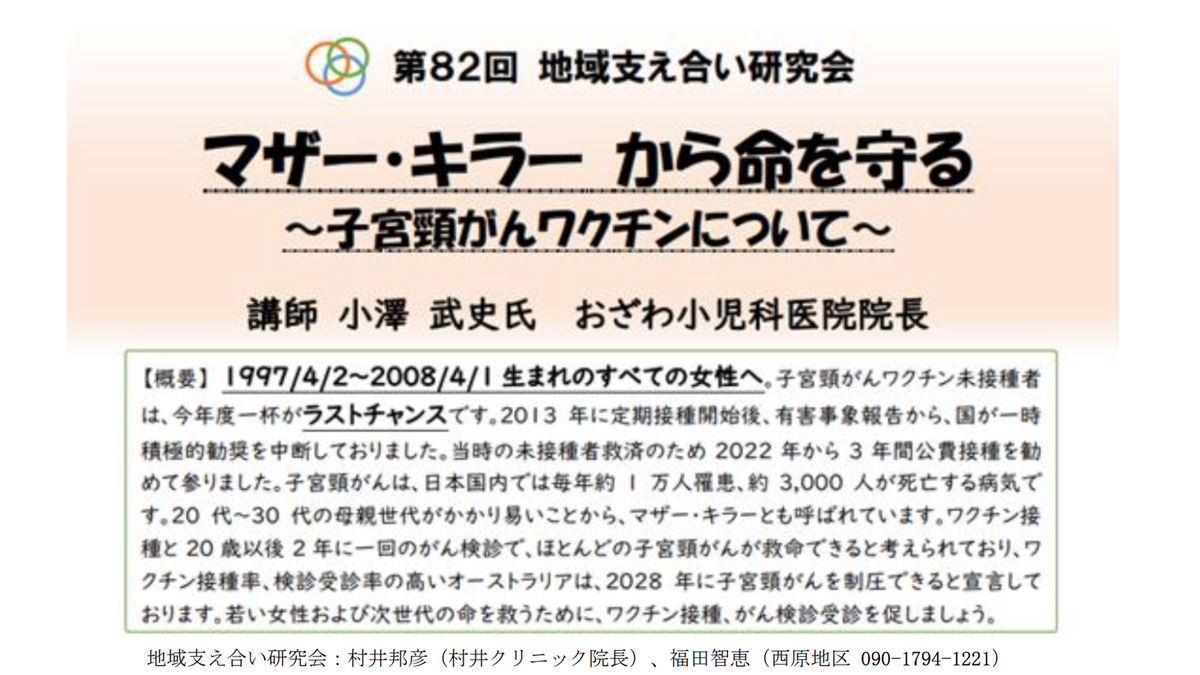 第82回 地域支え合い研究会
マザー・キラー から命を守る
～子宮頸がんワクチンについて～
講師 小澤 武史氏　おざわ小児科医院院長
【概要】 1997/4/2～2008/4/1 生まれのすべての女性へ。子宮頸がんワクチン未接種者
は、今年度一杯がラストチャンスです。2013 年に定期接種開始後、有害事象報告から、国が一時
積極的勧奨を中断しておりました。当時の未接種者救済のため 2022 年から 3 年間公費接種を勧
めて参りました。子宮頸がんは、日本国内では毎年約 1 万人罹患、約 3,000 人が死亡する病気で
す。20 代～30 代の母親世代がかかり易いことから、マザー・キラーとも呼ばれています。ワクチン接
種と 20 歳以後 2 年に一回のがん検診で、ほとんどの子宮頸がんが救命できると考えられており、ワ
クチン接種率、検診受診率の高いオーストラリアは、2028 年に子宮頸がんを制圧できると宣言して
おります。若い女性および次世代の命を救うために、ワクチン接種、がん検診受診を促しましょう。
地域支え合い研究会：村井邦彦（村井クリニック院長）、福田智恵（西原地区 090-1794-1221）